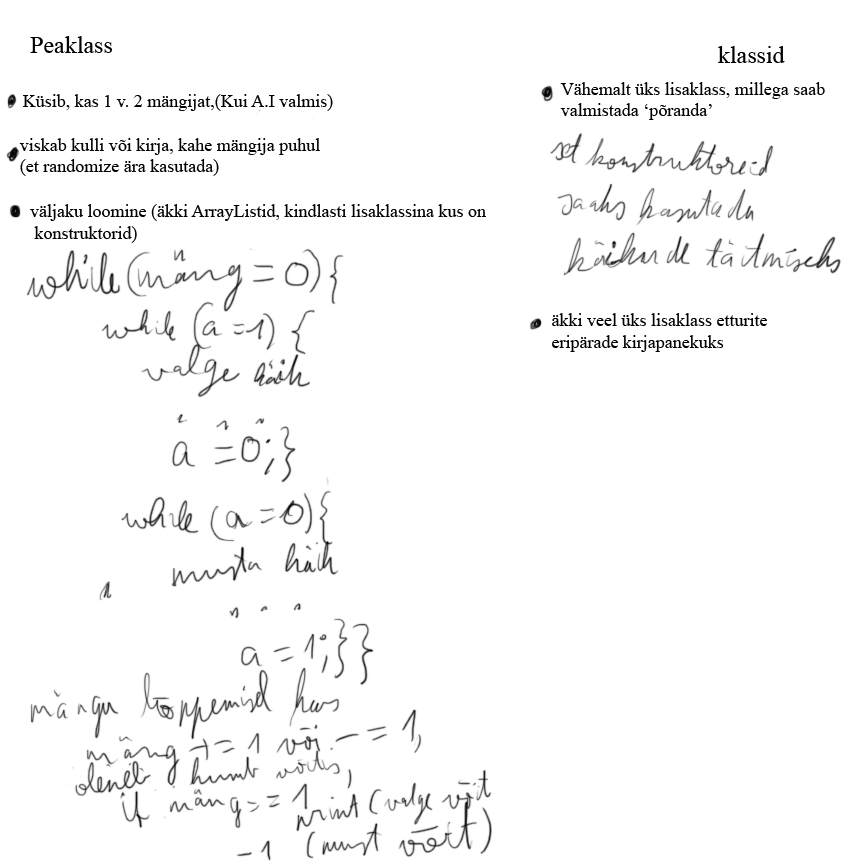 Peaklass
Küsib, kas 1 v. 2 mängijat,(Kui A.I valmis)
viskab kulli või kirja, kahe mängija puhul
(et randomize ära kasutada)
väljaku loomine (äkki ArrayListid, kindlasti lisaklassina kus on
konstruktorid)
while(mäng = 0){
while (a = 1) {
valge käik
a = 0;}
while (a = 0){
musta käik
a = 1;}}
mängu lõppemisel kas
mäng += 1 või -= 1,
oleneb kumb võitis,
if mäng == 1 print (valge võit
-1 (must võit)
klassid
Vähemalt üks lisaklass, millega saab
valmistada ‘põranda’
et konstruktoreid
saaks kasutada
käikude täitmiseks
äkki veel üks lisaklass etturite
eripärade kirjapanekuks